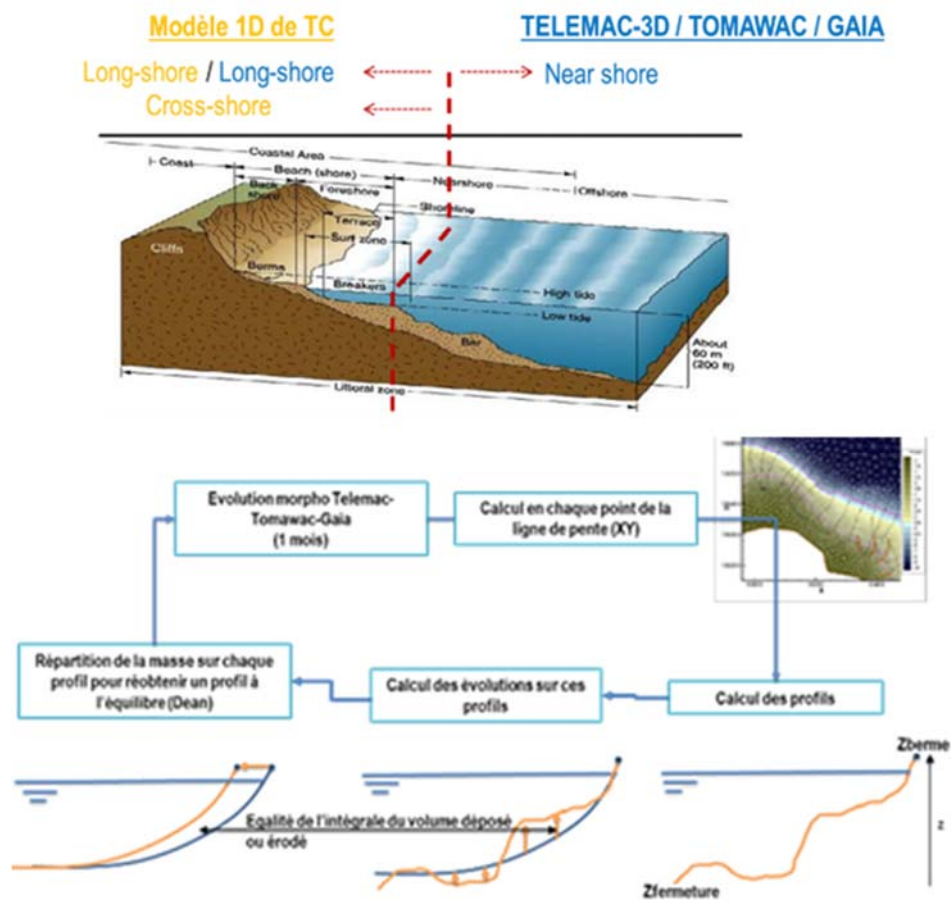 Modèle 1D de TC
TELEMAC-3D / TOMAWAC / GAIA
Long-shore / Long-shore
Near shore
Cross-shore
Coastal Area
Coast
Beach (shore)
Nearshore
Offshore
Back
shore
Foreshore
Shoreline
Terrace
Surf zone
Cliffs
Berms
Breakers
High tide
Low tide
Bar
About
60 m
(200 ft)
Littoral zone
Evolution morpho Telemac-
Tomawac-Gaia
(1 mois)
Calcul en chaque point de la
ligne de pente (XY)
Répartition de la masse sur chaque
profil pour réobtenir un profil à
l'équilibre (Dean)
Calcul des évolutions sur ces
profils
Calcul des profils
Zberme
Egalité de l'intégrale du volume déposé
ou érodé
z
Zfermeture